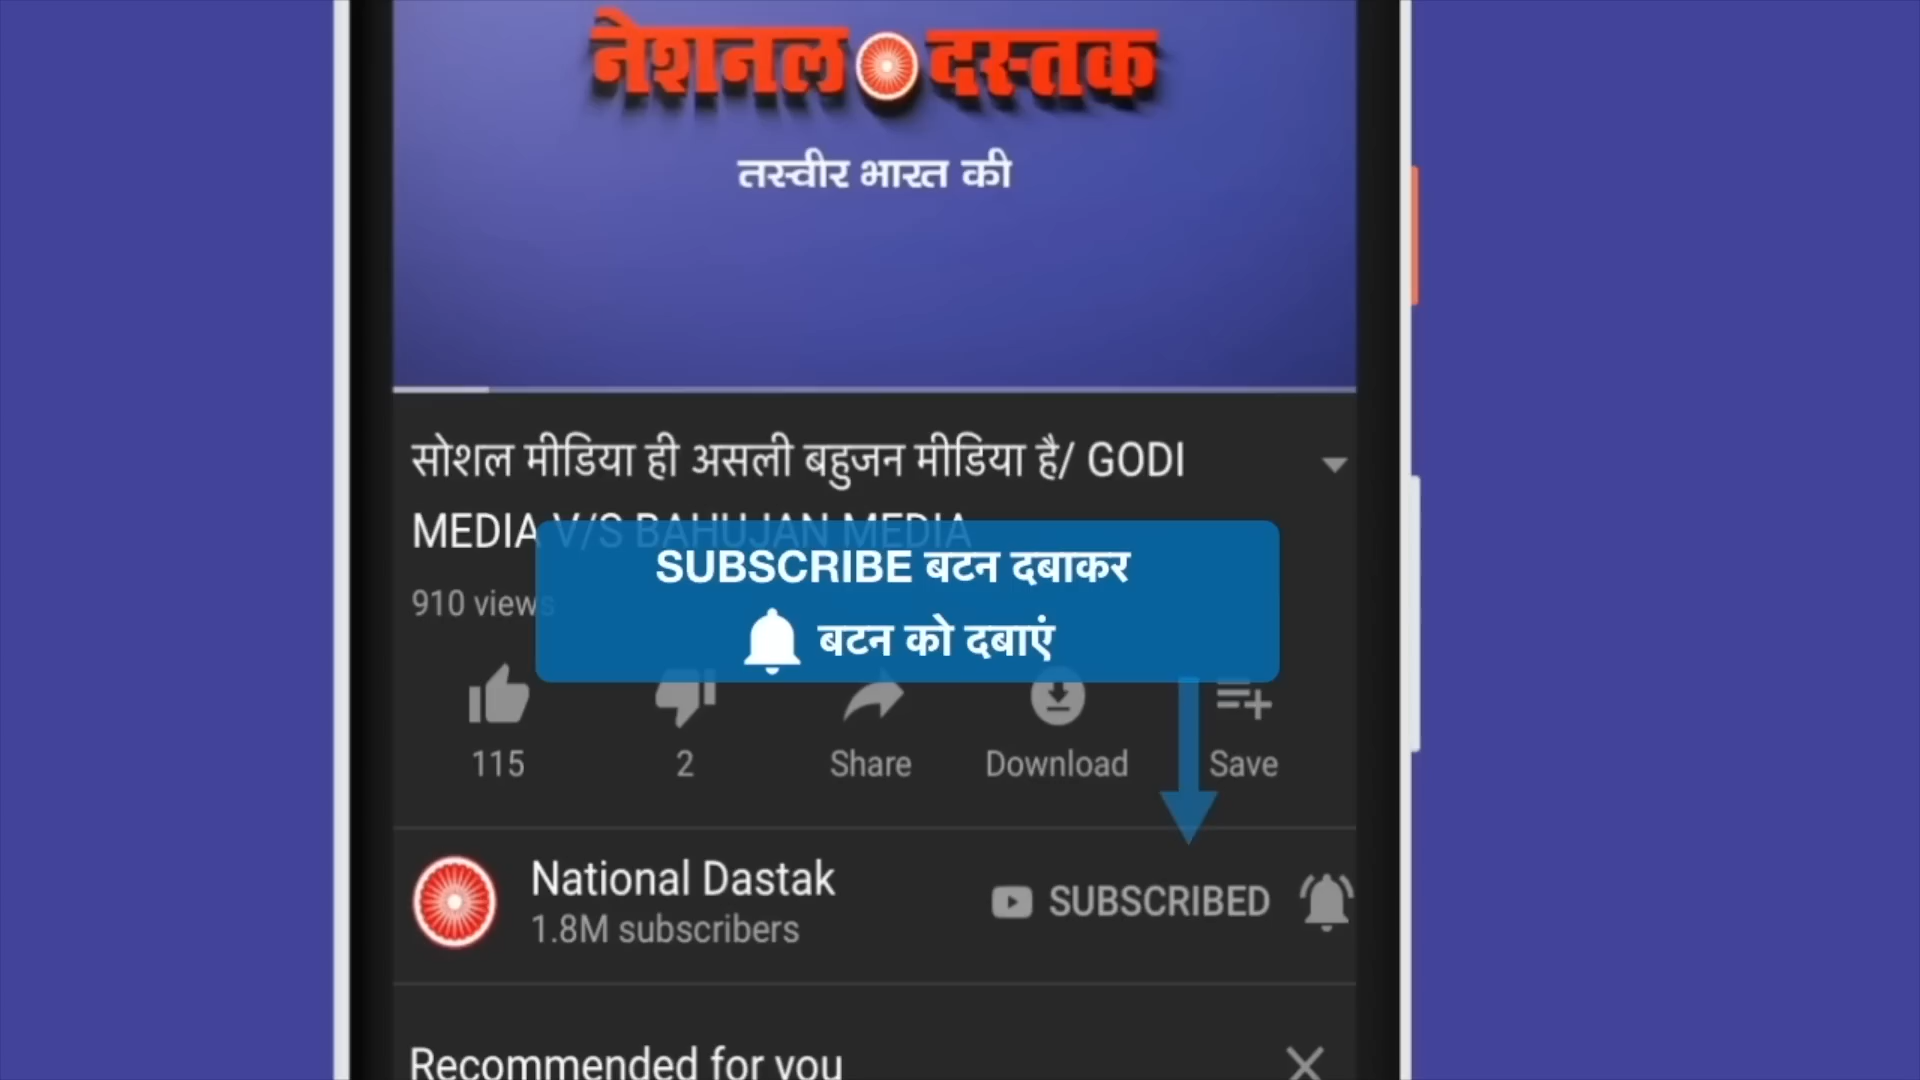 नेशनल दस्तक
तस्वीर भारत की
सोशल मीडिया ही असली बहुजन मीडिया है/ GODI
MEDIA V/S BAHUJAN MEDIA
SUBSCRIBE बटन दबाकर
बटन को दबाएं
910 views
115
2
Share
Download
Save
National Dastak
1.8M subscribers
SUBSCRIBED
Recommended for you